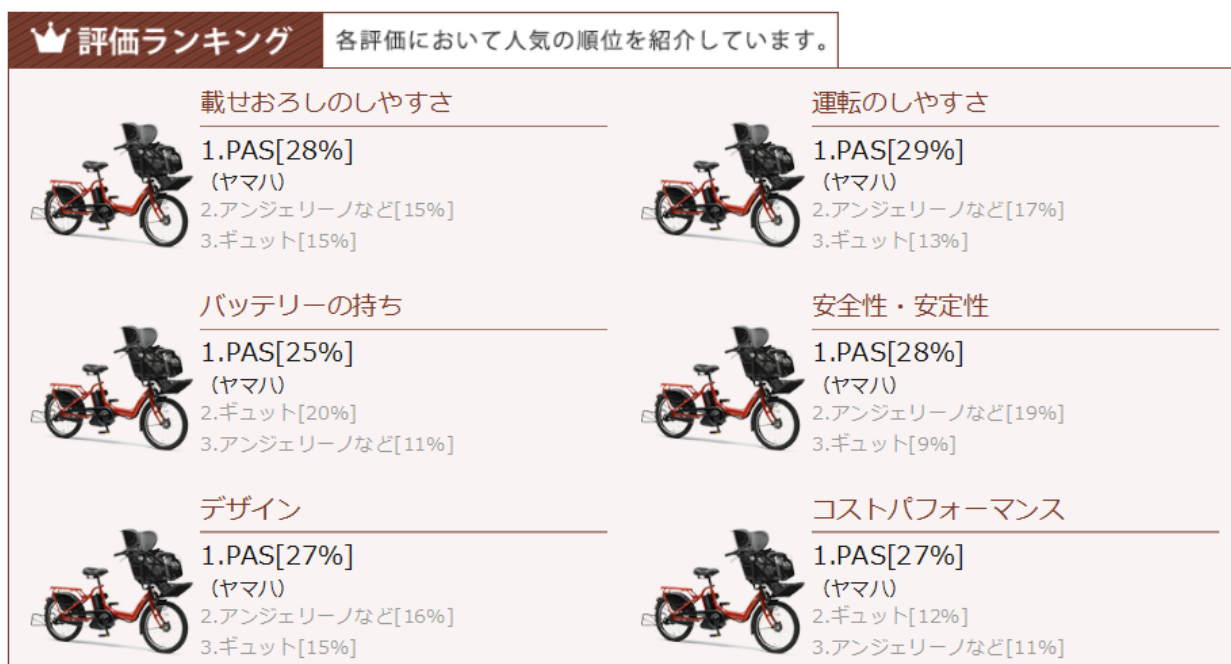 評価ランキング
各評価において人気の順位を紹介しています。
載せおろしのしやすさ
1.PAS[28%]
（ヤマハ）
2.アンジェリーノなど[15%]
3.ギュット[15%]
運転のしやすさ
1.PAS[29%]
（ヤマハ）
2.アンジェリーノなど[17%]
3.ギュット[13%]
バッテリーの持ち
1.PAS[25%]
（ヤマハ）
2.ギュット[20%]
3.アンジェリーノなど[11%]
安全性・安定性
1.PAS[28%]
（ヤマハ）
2.アンジェリーノなど[19%]
3.ギュット[9%]
デザイン
1.PAS[27%]
（ヤマハ）
2.アンジェリーノなど[16%]
3.ギュット[15%]
コストパフォーマンス
1.PAS[27%]
（ヤマハ）
2.ギュット[12%]
3.アンジェリーノなど[11%]